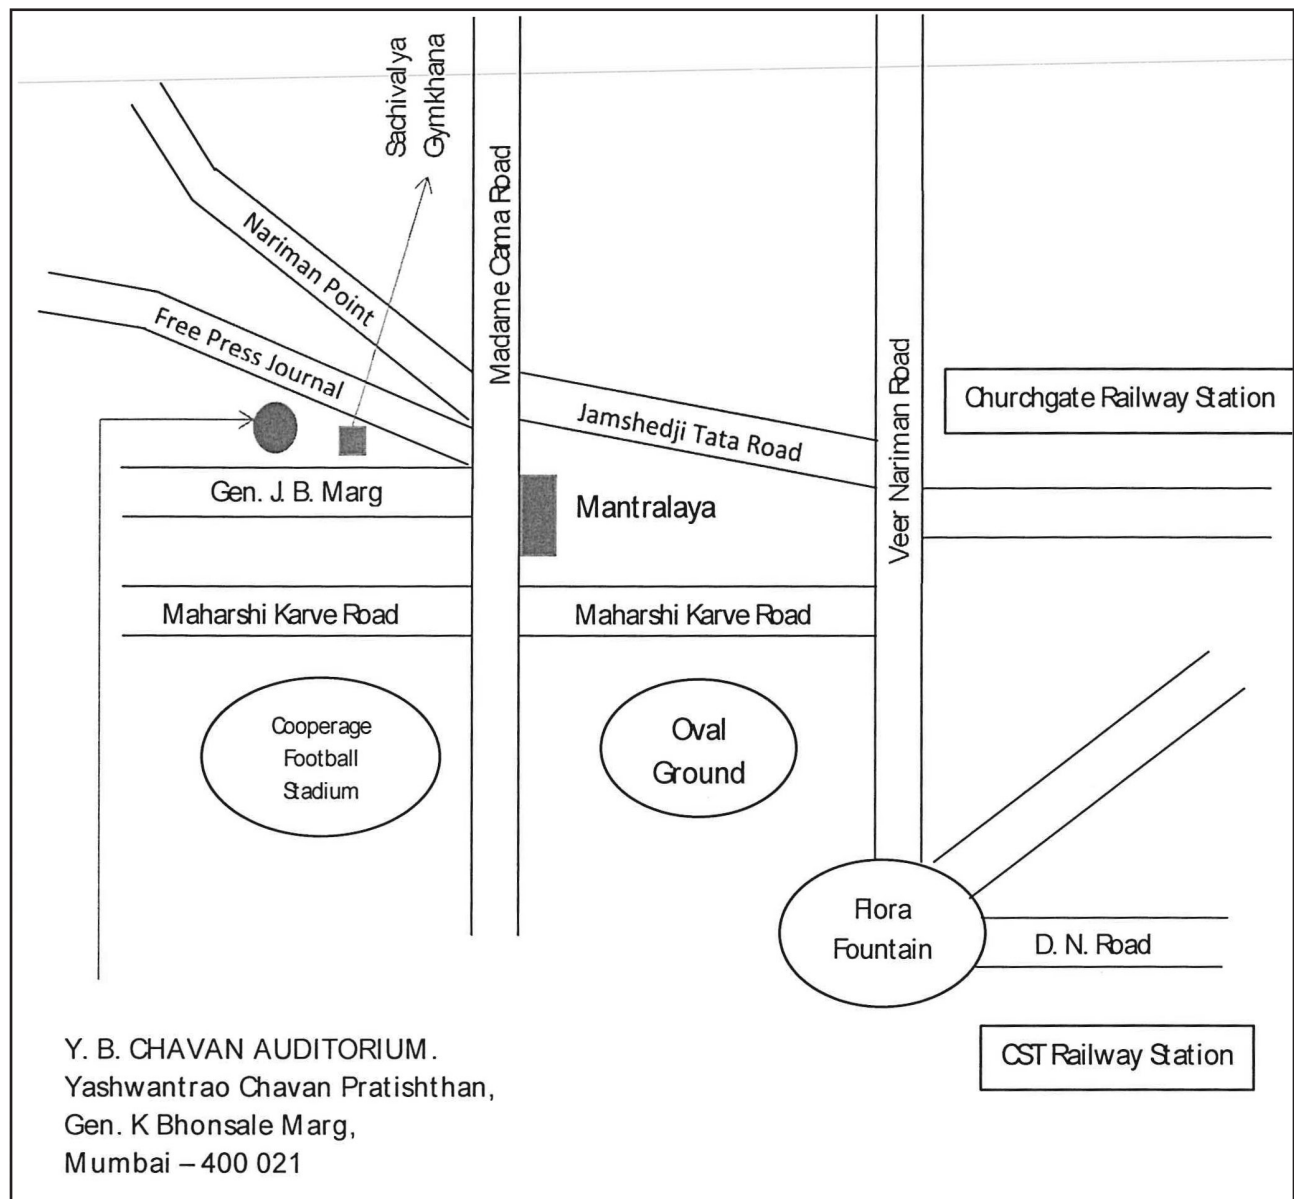 Sachivalya
Gymkhana
Madame Cama Road
Nariman Point
Free Press Journal
Jamshedji Tata Road
Veer Nariman Road
Churchgate Railway Station
Gen. J. B. Marg
Mantralaya
Maharshi Karve Road
Maharshi Karve Road
Cooperage
Football
Stadium
Oval
Ground
Flora
Fountain
D. N. Road
CST Railway Station
Y. B. CHAVAN AUDITORIUM.
Yashwantrao Chavan Pratishthan,
Gen. K Bhonsale Marg,
Mumbai – 400 021